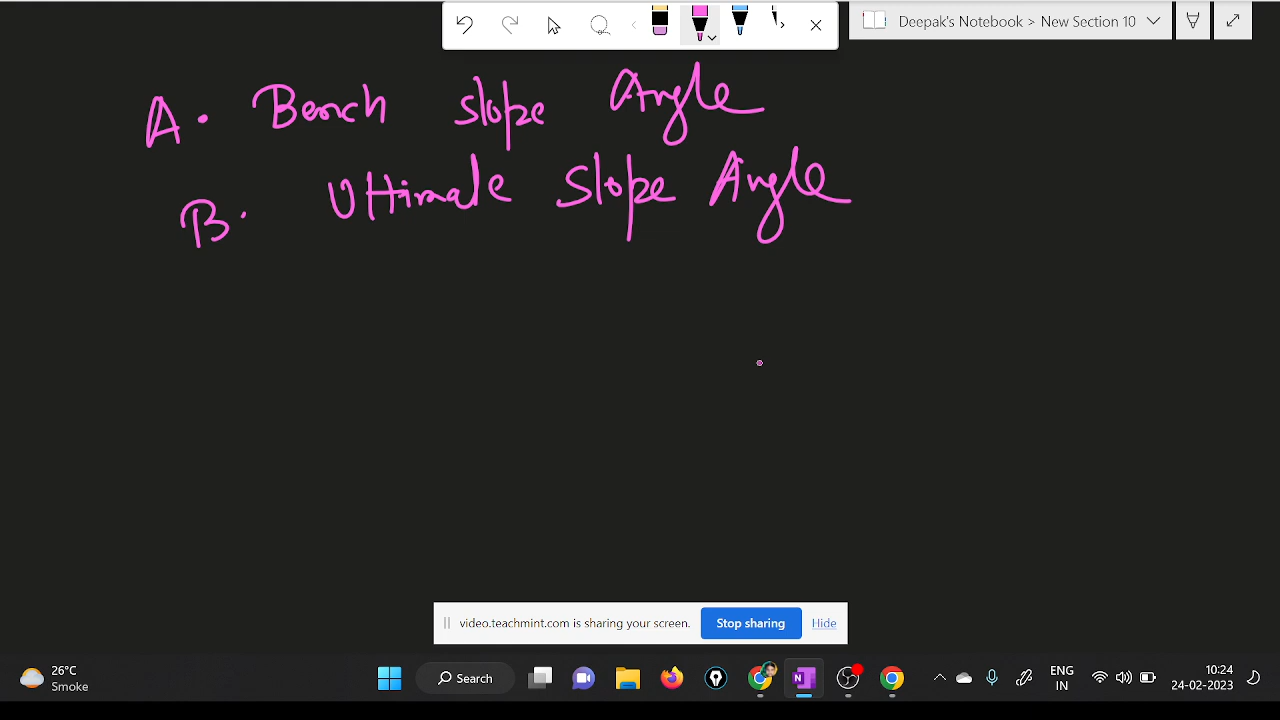 Deepak's Notebook > New Section 10
A. Bench slope Angle
B. Ultimate slope Angle
video.teachmint.com is sharing your screen. Stop sharing Hide
26°C
Smoke
Search
ENG
IN
10:24
24-02-2023